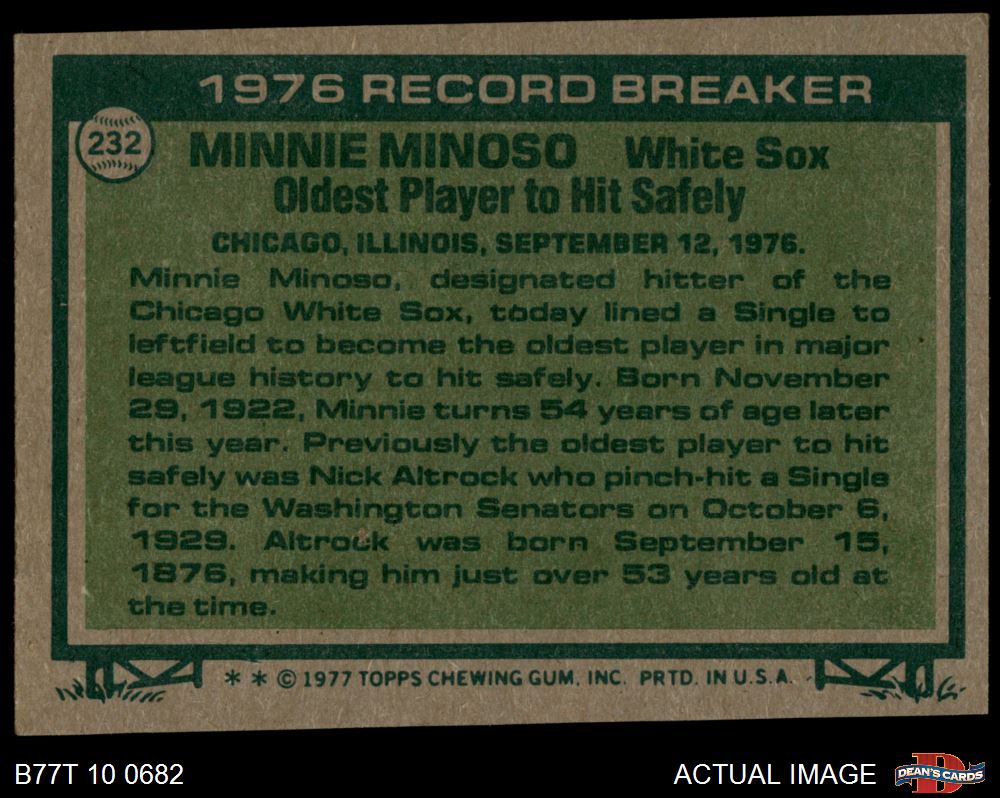 1976 RECORD BREAKER
232
MINNIE MINOSO White Sox
Oldest Player to Hit Safely
CHICAGO, ILLINOIS, SEPTEMBER 12, 1976.
Minnie Minoso, designated hitter of the
Chicago White Sox, today lined a Single to
leftfield to become the oldest player in major
league history to hit safely. Born November
29, 1922, Minnie turns 54 years of age later
this year. Previously the oldest player to hit
safely was Nick Altrock who pinch-hit a Single
for the Washington Senators on October 6,
1929. Altrock was born September 15,
1876, making him just over 53 years old at
the time.
* * © 1977 TOPPS CHEWING GUM, INC. PRTD. IN U.S.A.
B77T 10 0682
ACTUAL IMAGE
DEAN'S CARDS